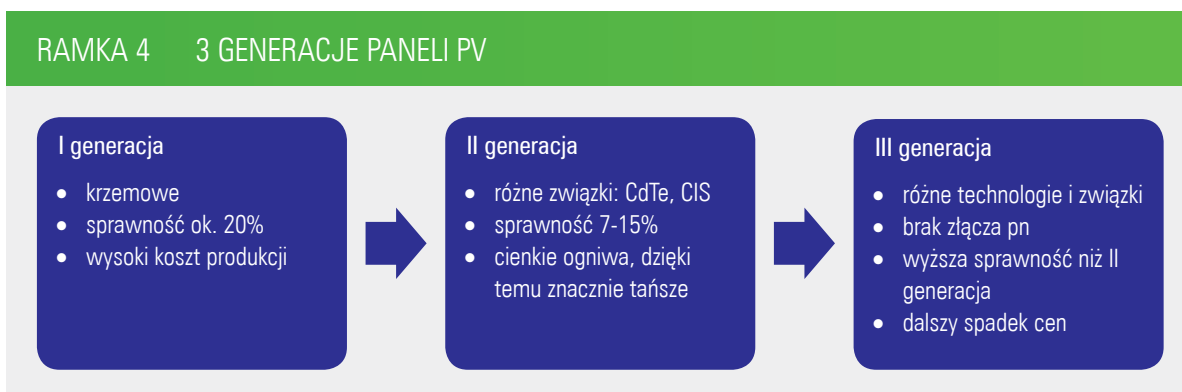 RAMKA 4 3 GENERACJE PANELI PV
I generacja
• krzemowe
• sprawność ok. 20%
• wysoki koszt produkcji
II generacja
• różne związki: CdTe, CIS
• sprawność 7-15%
• cienkie ogniwa, dzięki
temu znacznie tańsze
III generacja
• różne technologie i związki
• brak złącza pn
• wyższa sprawność niż II
generacja
• dalszy spadek cen